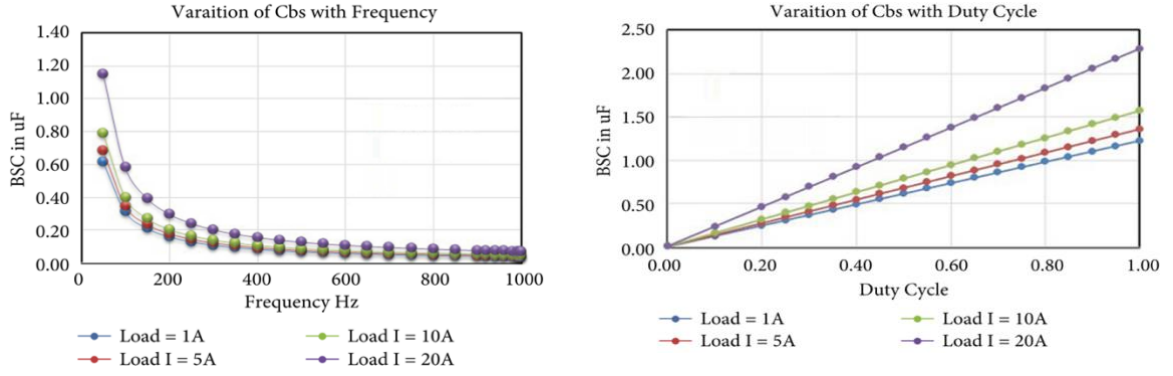 Varaition of Cbs with Frequency
BSC in uF
1.40
1.20
1.00
0.80
0.60
0.40
0.20
0.00
0 200 400 600 800 1000
Frequency Hz
Load = 1A
Load I = 10A
Load I = 5A
Load I = 20A
Varaition of Cbs with Duty Cycle
BSC in uF
2.50
2.00
1.50
1.00
0.50
0.00
0.00 0.20 0.40 0.60 0.80 1.00
Duty Cycle
Load = 1A
Load I = 10A
Load I = 5A
Load I = 20A